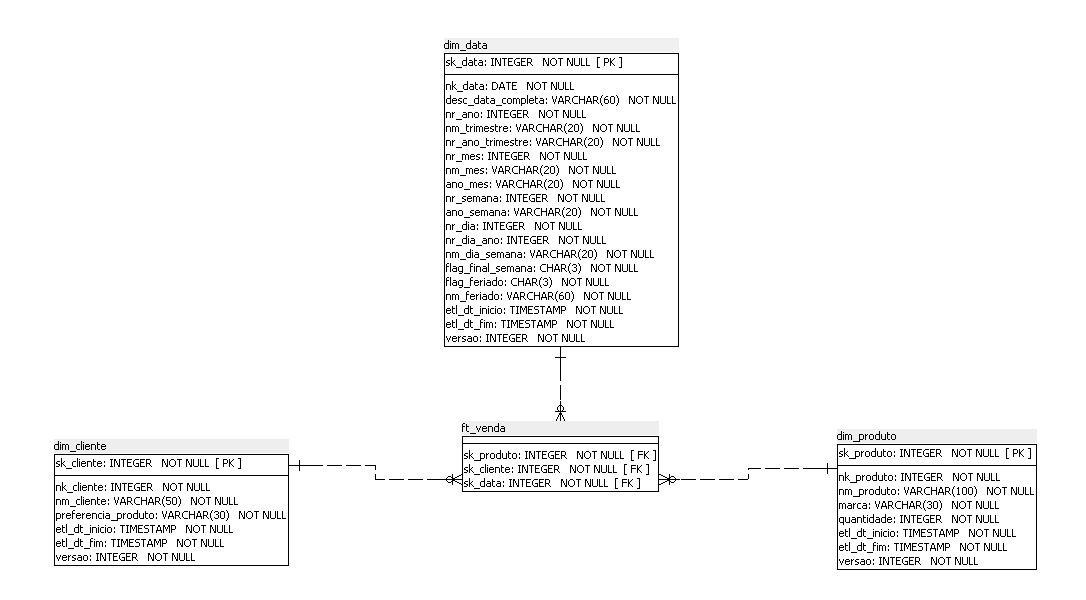 dim_data
sk_data: INTEGER NOT NULL [ PK ]
nk_data: DATE NOT NULL
desc_data_completa: VARCHAR(60) NOT NULL
nr_ano: INTEGER NOT NULL
nm_trimestre: VARCHAR(20) NOT NULL
nr_ano_trimestre: VARCHAR(20) NOT NULL
nr_mes: INTEGER NOT NULL
nm_mes: VARCHAR(20) NOT NULL
ano_mes: VARCHAR(20) NOT NULL
nr_semana: INTEGER NOT NULL
ano_semana: VARCHAR(20) NOT NULL
nr_dia: INTEGER NOT NULL
nr_dia_ano: INTEGER NOT NULL
nm_dia_semana: VARCHAR(20) NOT NULL
flag_final_semana: CHAR(3) NOT NULL
flag_feriado: CHAR(3) NOT NULL
nm_feriado: VARCHAR(60) NOT NULL
etl_dt_inicio: TIMESTAMP NOT NULL
etl_dt_fim: TIMESTAMP NOT NULL
versao: INTEGER NOT NULL
dim_cliente
sk_cliente: INTEGER NOT NULL [ PK ]
nk_cliente: INTEGER NOT NULL
nm_cliente: VARCHAR(50) NOT NULL
preferencia_produto: VARCHAR(30) NOT NULL
etl_dt_inicio: TIMESTAMP NOT NULL
etl_dt_fim: TIMESTAMP NOT NULL
versao: INTEGER NOT NULL
ft_venda
sk_produto: INTEGER NOT NULL [ FK ]
sk_cliente: INTEGER NOT NULL [ FK ]
sk_data: INTEGER NOT NULL [ FK ]
dim_produto
sk_produto: INTEGER NOT NULL [ PK ]
nk_produto: INTEGER NOT NULL
nm_produto: VARCHAR(100) NOT NULL
marca: VARCHAR(30) NOT NULL
quantidade: INTEGER NOT NULL
etl_dt_inicio: TIMESTAMP NOT NULL
etl_dt_fim: TIMESTAMP NOT NULL
versao: INTEGER NOT NULL